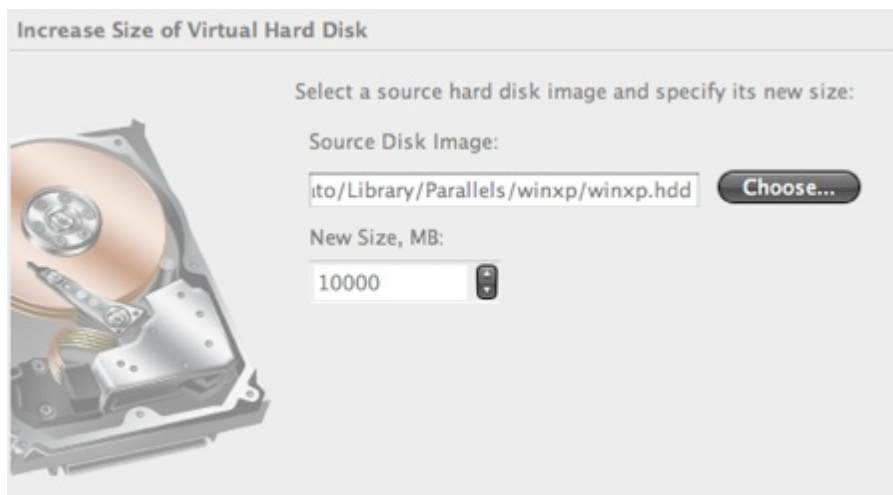 Increase Size of Virtual Hard Disk
Select a source hard disk image and specify its new size:
Source Disk Image:
ito/Library/Parallels/winxp/winxp.hdd
Choose...
New Size, MB:
10000